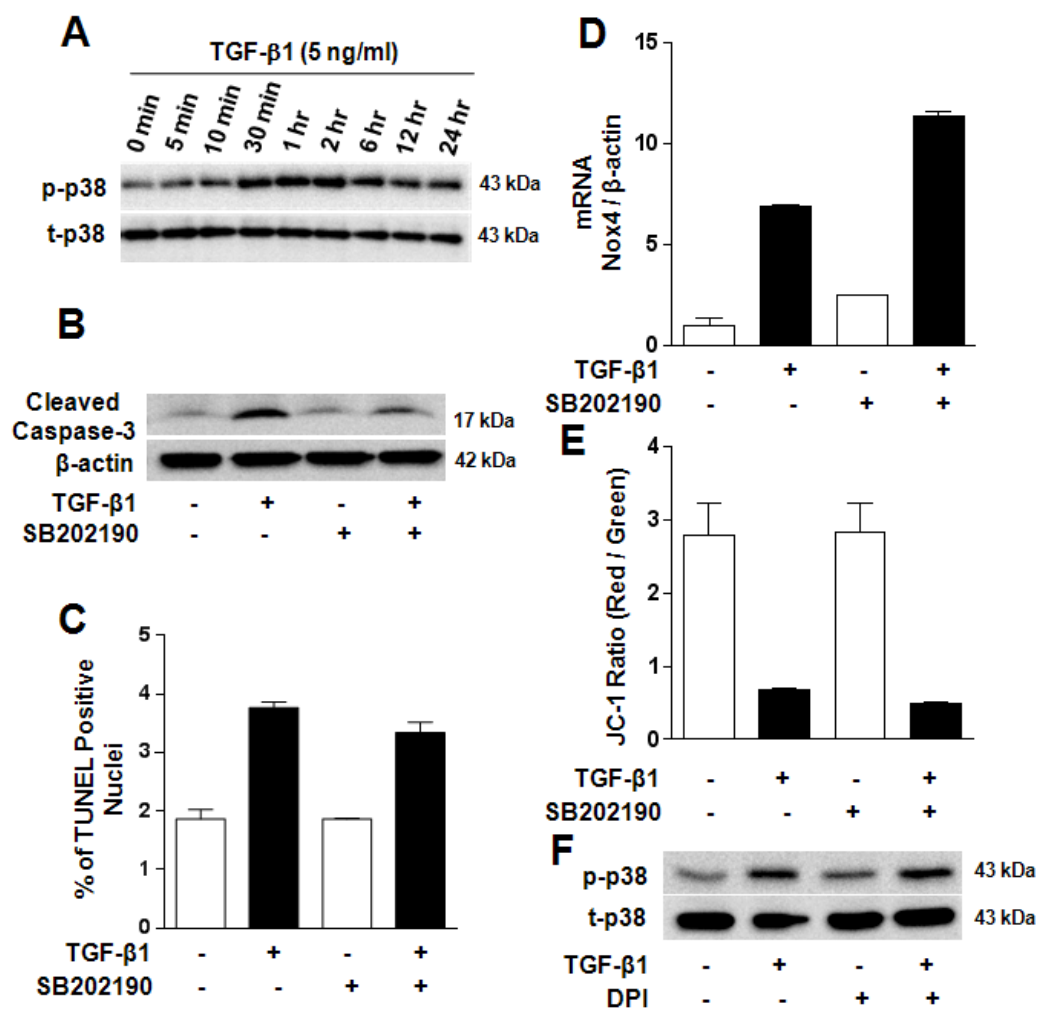 A
TGF-β1 (5 ng/ml)
0 min 5 min 10 min 30 min 1 hr 2 hr 6 hr 12 hr 24 hr
p-p38 43 kDa
t-p38 43 kDa
B
Cleaved
Caspase-3 17 kDa
β-actin 42 kDa
TGF-β1 - + - +
SB202190 - - + +
C
% of TUNEL Positive
Nuclei
5
4
3
2
1
0
TGF-β1 - + - +
SB202190 - - + +
D
mRNA
Nox4 / β-actin
15
10
5
0
TGF-β1 - + - +
SB202190 - - + +
E
JC-1 Ratio (Red / Green)
4
3
2
1
0
TGF-β1 - + - +
SB202190 - - + +
F
p-p38 43 kDa
t-p38 43 kDa
TGF-β1 - + - +
DPI - - + +